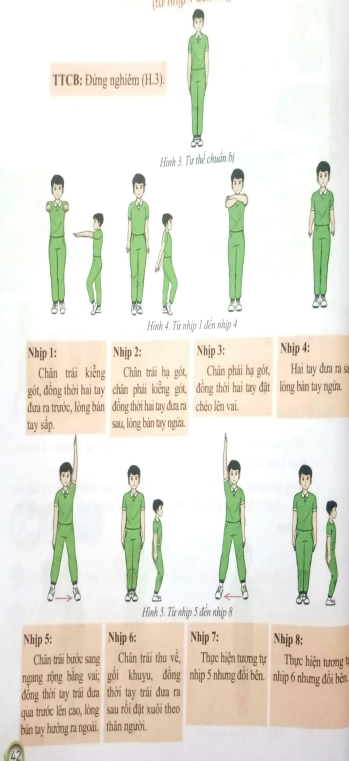 (từ nhịp 1 đến
TTCB: Đứng nghiêm (H.3).
Hình 3. Tư thế chuẩn bị
Hình 4. Từ nhịp 1 đến nhịp 4
Nhịp 1:
Chân trái kiễng
gót, đồng thời hai tay
đưa ra trước, lòng bàn
tay sấp.
Nhịp 2:
Chân trái hạ gót,
chân phải kiễng gót,
đồng thời hai tay đưa ra
sau, lòng bàn tay ngửa.
Nhịp 3:
Chân phải hạ gót,
đồng thời hai tay đặt
chéo lên vai.
Nhịp 4:
Hai tay đưa ra
lòng bàn tay ngửa.
Hình 5. Từ nhịp 5 đến nhịp 8
Nhịp 5:
Chân trái bước sang
ngang rộng bằng vai;
đồng thời tay trái đưa
qua trước lên cao, lòng
bàn tay hướng ra ngoài.
Nhịp 6:
Chân trái thu về,
gối khuỵu, đồng
thời tay trái đưa ra
sau rồi đặt xuôi theo
thân người.
Nhịp 7:
Thực hiện tương tự
nhịp 5 nhưng đổi bên.
Nhịp 8:
Thực hiện tương
nhịp 6 nhưng đổi bên.
42